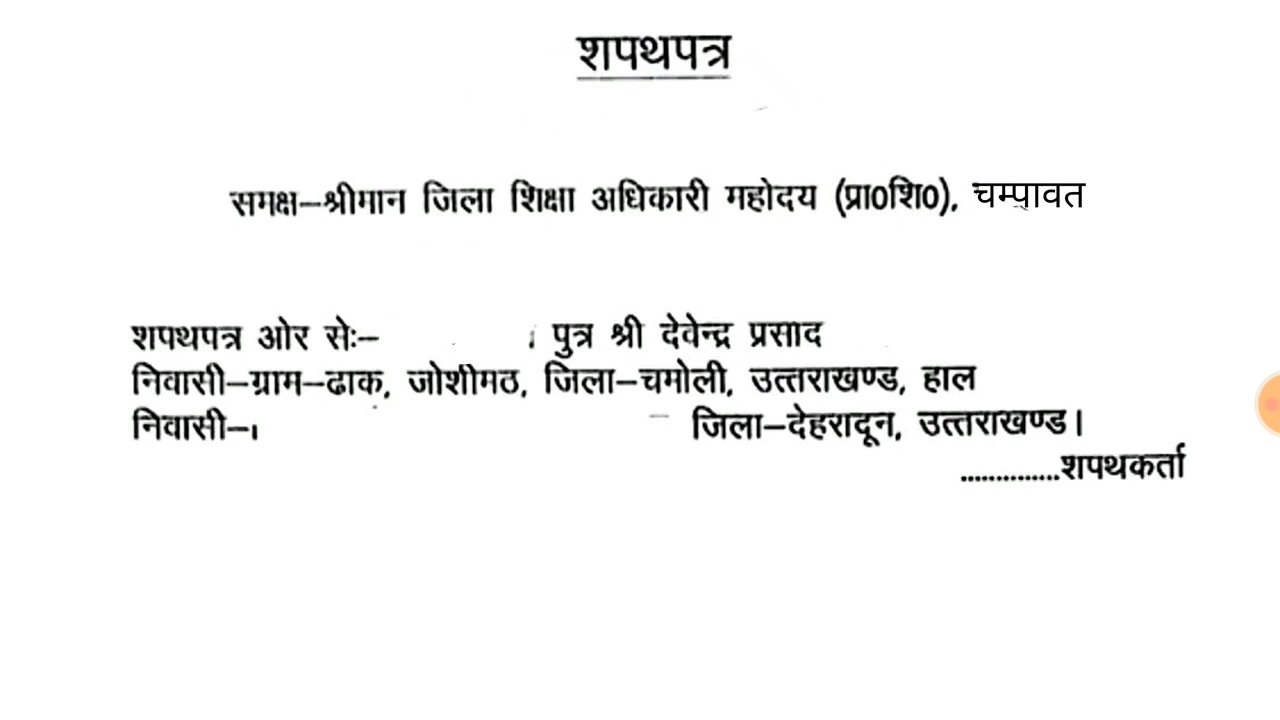 शपथपत्र
समक्ष–श्रीमान जिला शिक्षा अधिकारी महोदय (प्रा0शि0), चम्पावत
शपथपत्र ओर सेः– पुत्र श्री देवेन्द्र प्रसाद
निवासी–ग्राम–ढाक, जोशीमठ, जिला–चमोली, उत्तराखण्ड, हाल
निवासी– जिला–देहरादून, उत्तराखण्ड।
..............शपथकर्ता